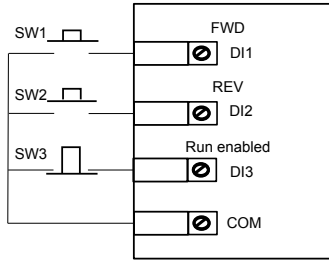 FWD
SW1
DI1
REV
SW2
DI2
Run enabled
SW3
DI3
COM